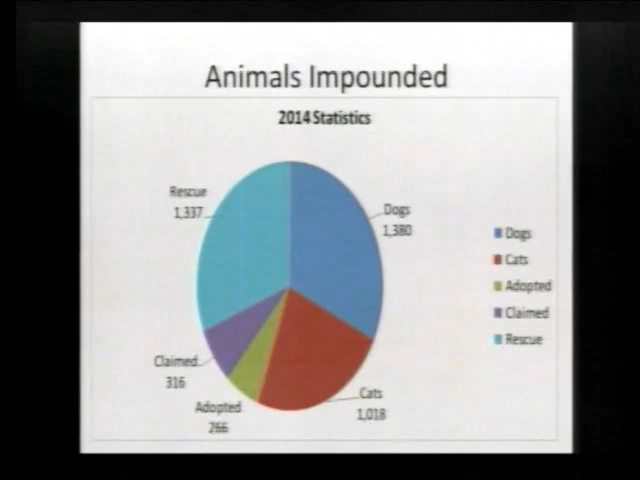 Animals Impounded
2014 Statistics
Rescue
1,337
Dogs
1,380
Claimed
316
Adopted
266
Cats
1,018
Dogs
Cats
Adopted
Claimed
Rescue